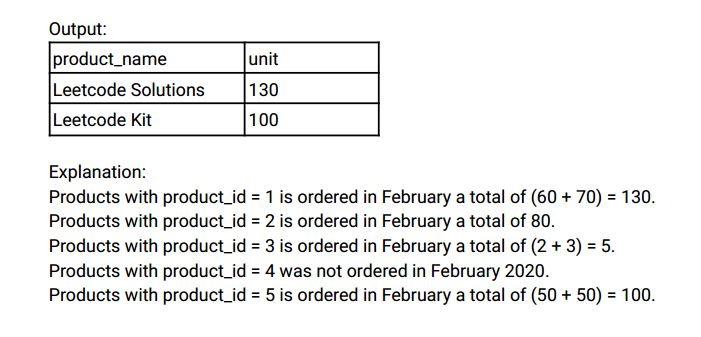 Output:
product_name unit
Leetcode Solutions 130
Leetcode Kit 100
Explanation:
Products with product_id = 1 is ordered in February a total of (60 + 70) = 130.
Products with product_id = 2 is ordered in February a total of 80.
Products with product_id = 3 is ordered in February a total of (2 + 3) = 5.
Products with product_id = 4 was not ordered in February 2020.
Products with product_id = 5 is ordered in February a total of (50 + 50) = 100.